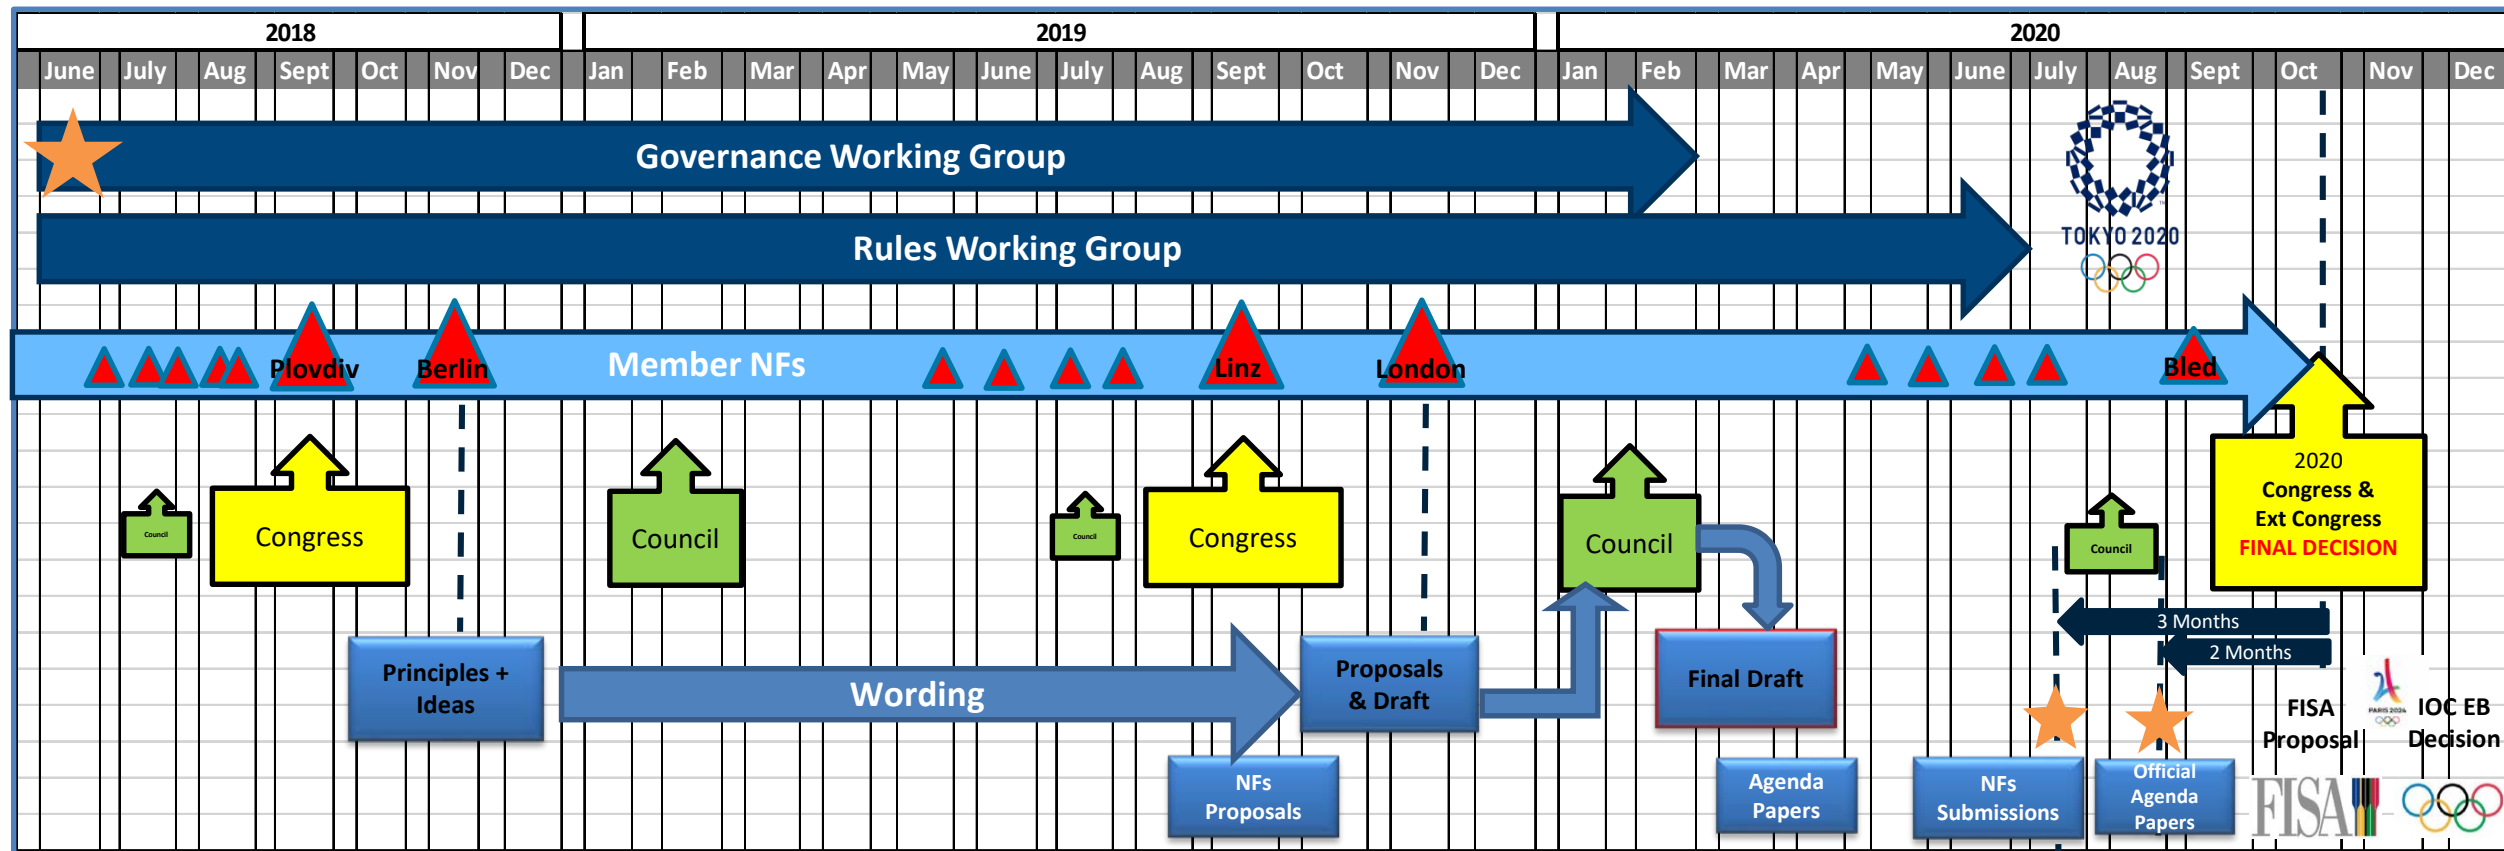 2018 2019 2020
June July Aug Sept Oct Nov Dec Jan Feb Mar Apr May June July Aug Sept Oct Nov Dec Jan Feb Mar Apr May June July Aug Sept Oct Nov Dec
Governance Working Group
Rules Working Group
TOKYO 2020
Member NFs
Plovdiv
Berlin
Linz
London
Bled
Council
Congress
Council
Council
Congress
Council
Council
2020
Congress &
Ext Congress
FINAL DECISION
3 Months
2 Months
Principles +
Ideas
Wording
Proposals
& Draft
Final Draft
NFs
Proposals
Agenda
Papers
NFs
Submissions
Official
Agenda
Papers
FISA
Proposal
PARIS 2024
IOC EB
Decision
FISA